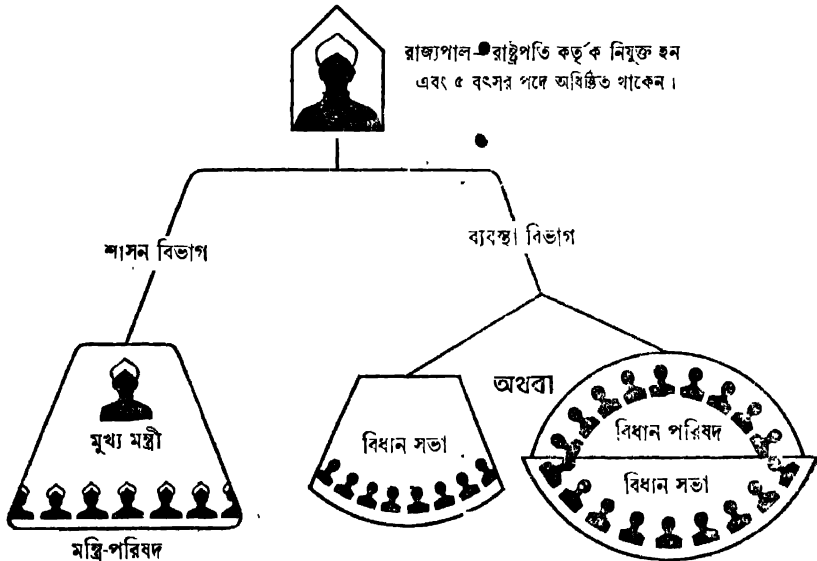 রাজ্যপাল—রাষ্ট্রপতি কর্তৃক নিযুক্ত হন
এবং ৫ বৎসর পদে অধিষ্ঠিত থাকেন।
শাসন বিভাগ
ব্যবস্থা বিভাগ
অথবা
মুখ্য মন্ত্রী
বিধান সভা
বিধান পরিষদ
বিধান সভা
মন্ত্রি-পরিষদ